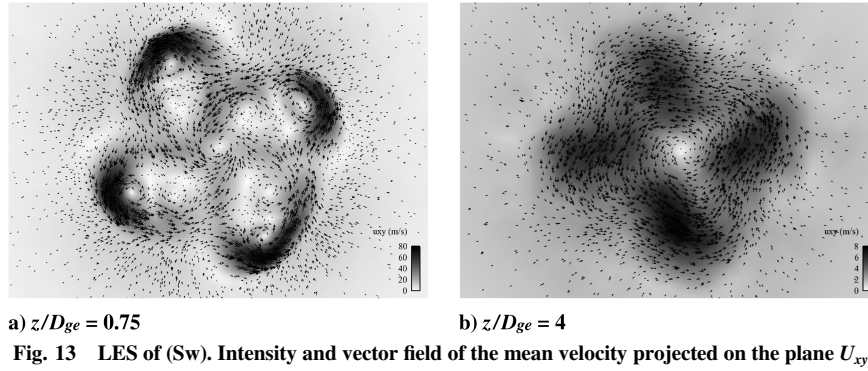 uxy (m/s)
80
60
40
20
0
uxy (m/s)
8
6
4
2
0
a) z/Dge = 0.75
b) z/Dge = 4
Fig. 13 LES of (Sw). Intensity and vector field of the mean velocity projected on the plane Uxy